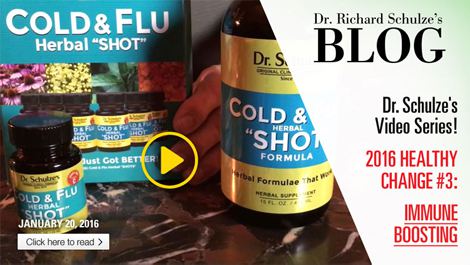 COLD & FLU
Herbal "SHOT"
Just Got BETTER!
Dr. Schulze's
COLD & FLU
HERBAL
"SHOT"
Dr. Schulze's
COLD & FLU
HERBAL
"SHOT"
FORMULA
Herbal Formulae That Work
HERBAL SUPPLEMENT
JANUARY 20, 2016
Click here to read >
Dr. Richard Schulze's
BLOG
Dr. Schulze's
Video Series!
2016 HEALTHY
CHANGE #3:
IMMUNE
BOOSTING